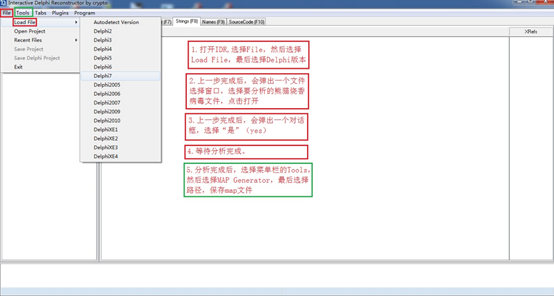 Interactive Delphi Reconstructor by crypto
File Tools Tabs Plugins Program
Load File
Open Project
Recent Files
Save Project
Save Delphi Project
Exit
Autodetect Version
Delphi2
Delphi3
Delphi4
Delphi5
Delphi6
Delphi7
Delphi2005
Delphi2006
Delphi2007
Delphi2009
Delphi2010
DelphiXE1
DelphiXE2
DelphiXE3
DelphiXE4
(F7) Strings (F8) Names (F9) SourceCode (F10)
XRefs
1.打开IDR,选择File，然后选择
Load File，最后选择Delphi版本
2.上一步完成后，会弹出一个文件
选择窗口，选择要分析的熊猫烧香
病毒文件，点击打开
3.上一步完成后，会弹出一个对话
框，选择“是”（yes）
4.等待分析完成。
5.分析完成后，选择菜单栏的Tools，
然后选择MAP Generator，最后选择
路径，保存map文件